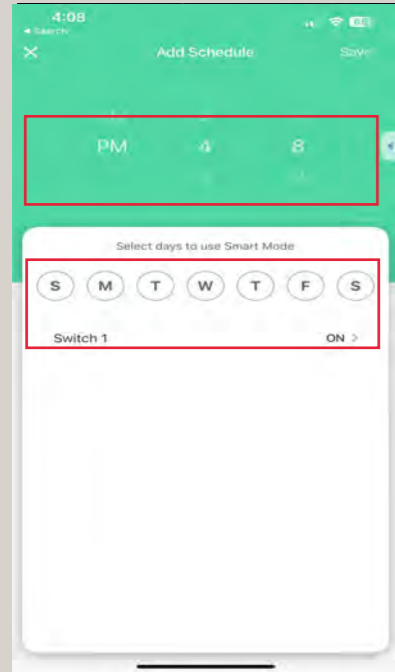 4:08
Search
Add Schedule Save
PM 4 8
Select days to use Smart Mode
S M T W T F S
Switch 1 ON >